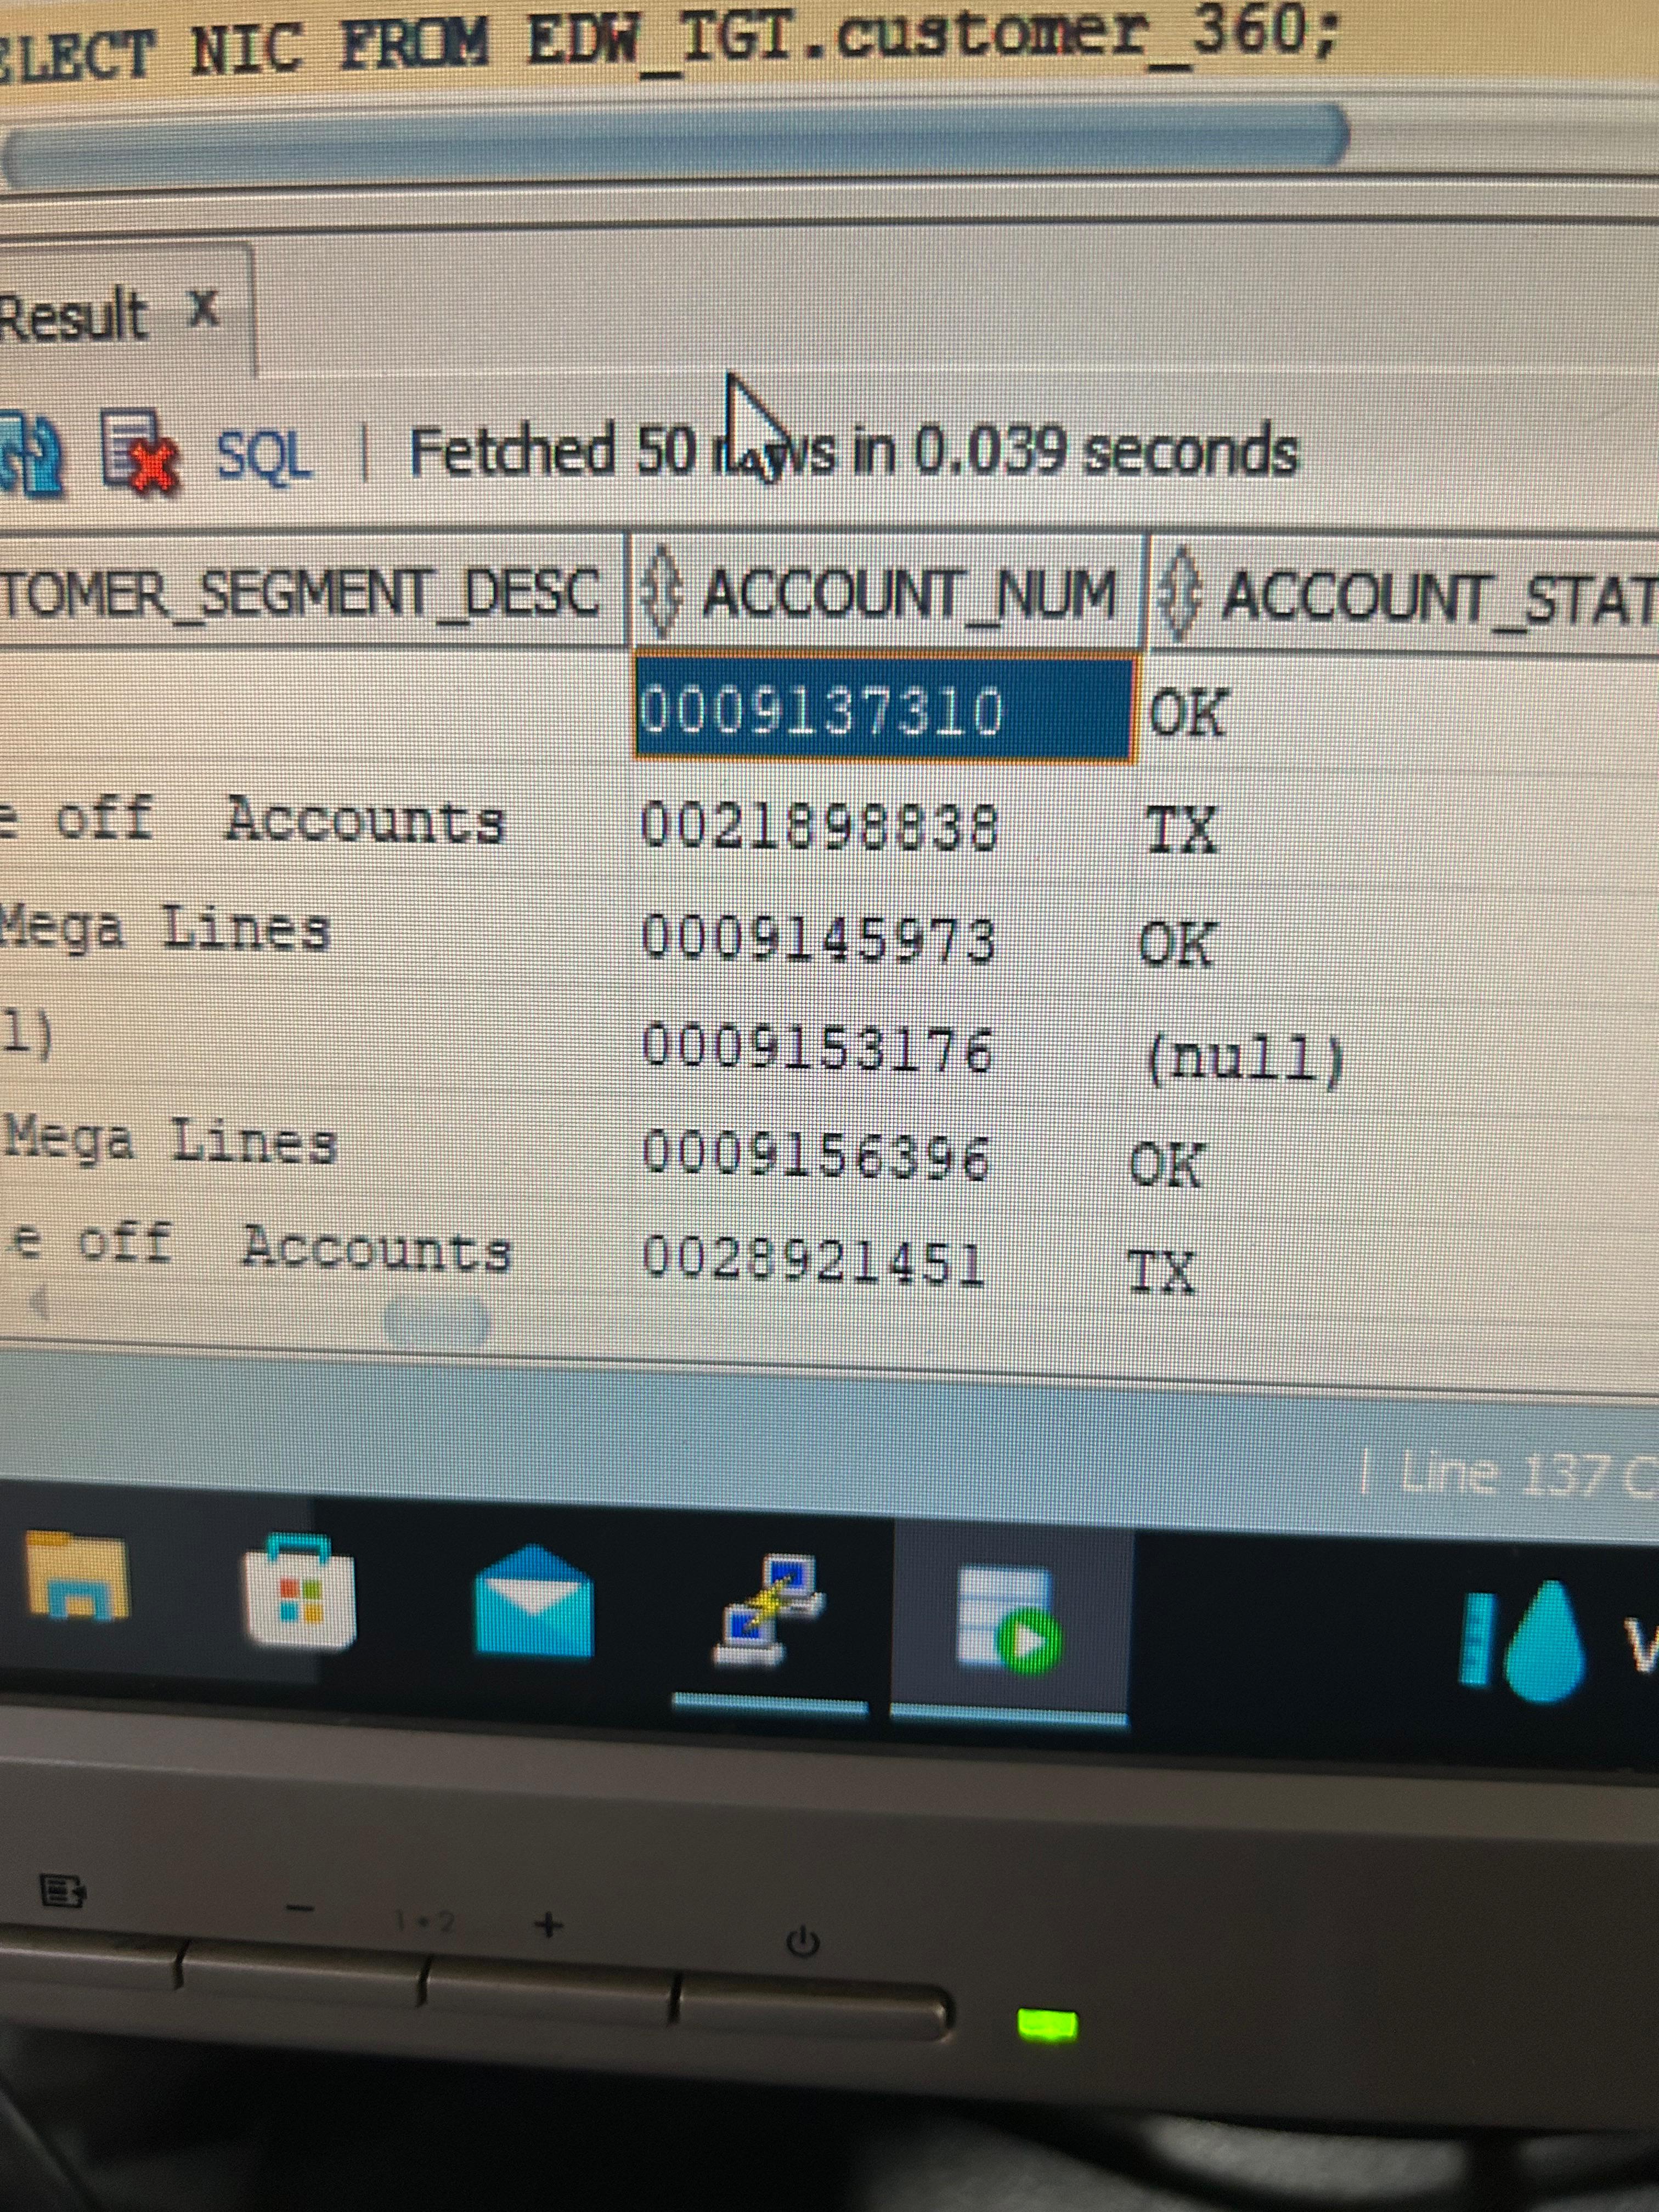 SELECT NIC FROM EDW_TGT.customer_360;
Result x
SQL | Fetched 50 rows in 0.039 seconds
TOMER_SEGMENT_DESC ACCOUNT_NUM ACCOUNT_STAT
0009137310 OK
e off Accounts 0021898838 TX
Mega Lines 0009145973 OK
l) 0009153176 (null)
Mega Lines 0009156396 OK
e off Accounts 0028921451 TX
| Line 137 C
1 • 2